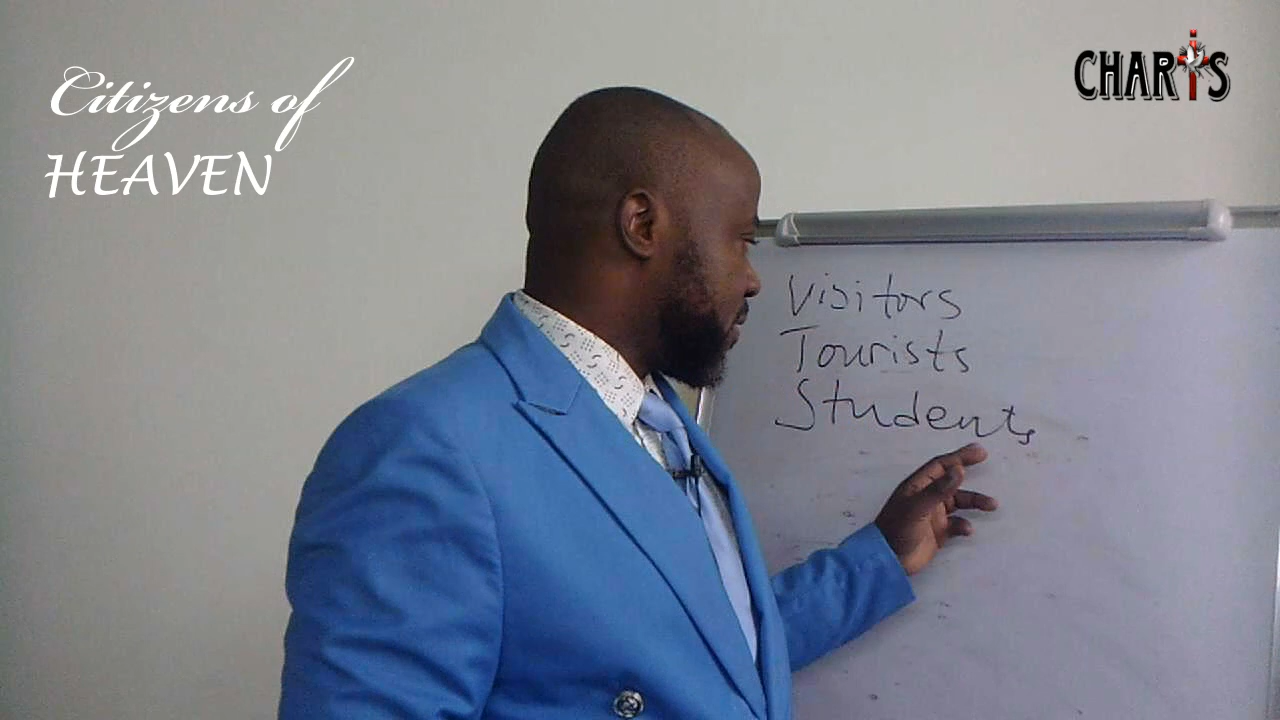 Citizens of
HEAVEN
CHARIS
Visitors
Tourists
Students